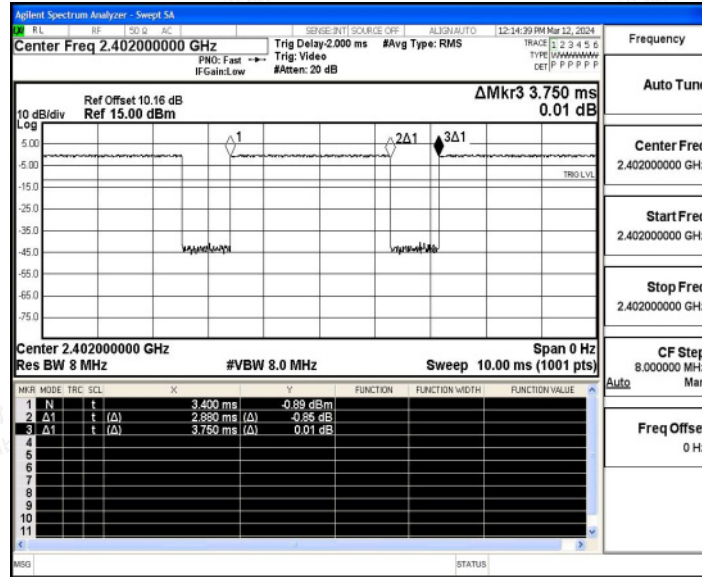 Agilent Spectrum Analyzer - Swept SA
RL RF 50 Ω AC SENSE:INT SOURCE OFF ALIGNAUTO 12:14:39 PM Mar 12, 2024
Center Freq 2.402000000 GHz
PNO: Fast
IFGain:Low
Trig Delay-2.000 ms
Trig: Video
#Atten: 20 dB
#Avg Type: RMS
TRACE 1 2 3 4 5 6
TYPE
DET P P P P P P
Ref Offset 10.16 dB
10 dB/div Ref 15.00 dBm
Log
ΔMkr3 3.750 ms
0.01 dB
5.00
-5.00
-15.0
-25.0
-35.0
-45.0
-55.0
-65.0
-75.0
1
2Δ1
3Δ1
TRIG LVL
Center 2.402000000 GHz Span 0 Hz
Res BW 8 MHz #VBW 8.0 MHz Sweep 10.00 ms (1001 pts)
MKR MODE TRC SCL X Y FUNCTION FUNCTION WIDTH FUNCTION VALUE
1 N t 3.400 ms -0.89 dBm
2 Δ1 t (Δ) 2.880 ms (Δ) -0.85 dB
3 Δ1 t (Δ) 3.750 ms (Δ) 0.01 dB
4
5
6
7
8
9
10
11
MSG STATUS
Frequency
Auto Tune
Center Freq
2.402000000 GHz
Start Freq
2.402000000 GHz
Stop Freq
2.402000000 GHz
CF Step
8.000000 MHz
Auto Man
Freq Offset
0 Hz